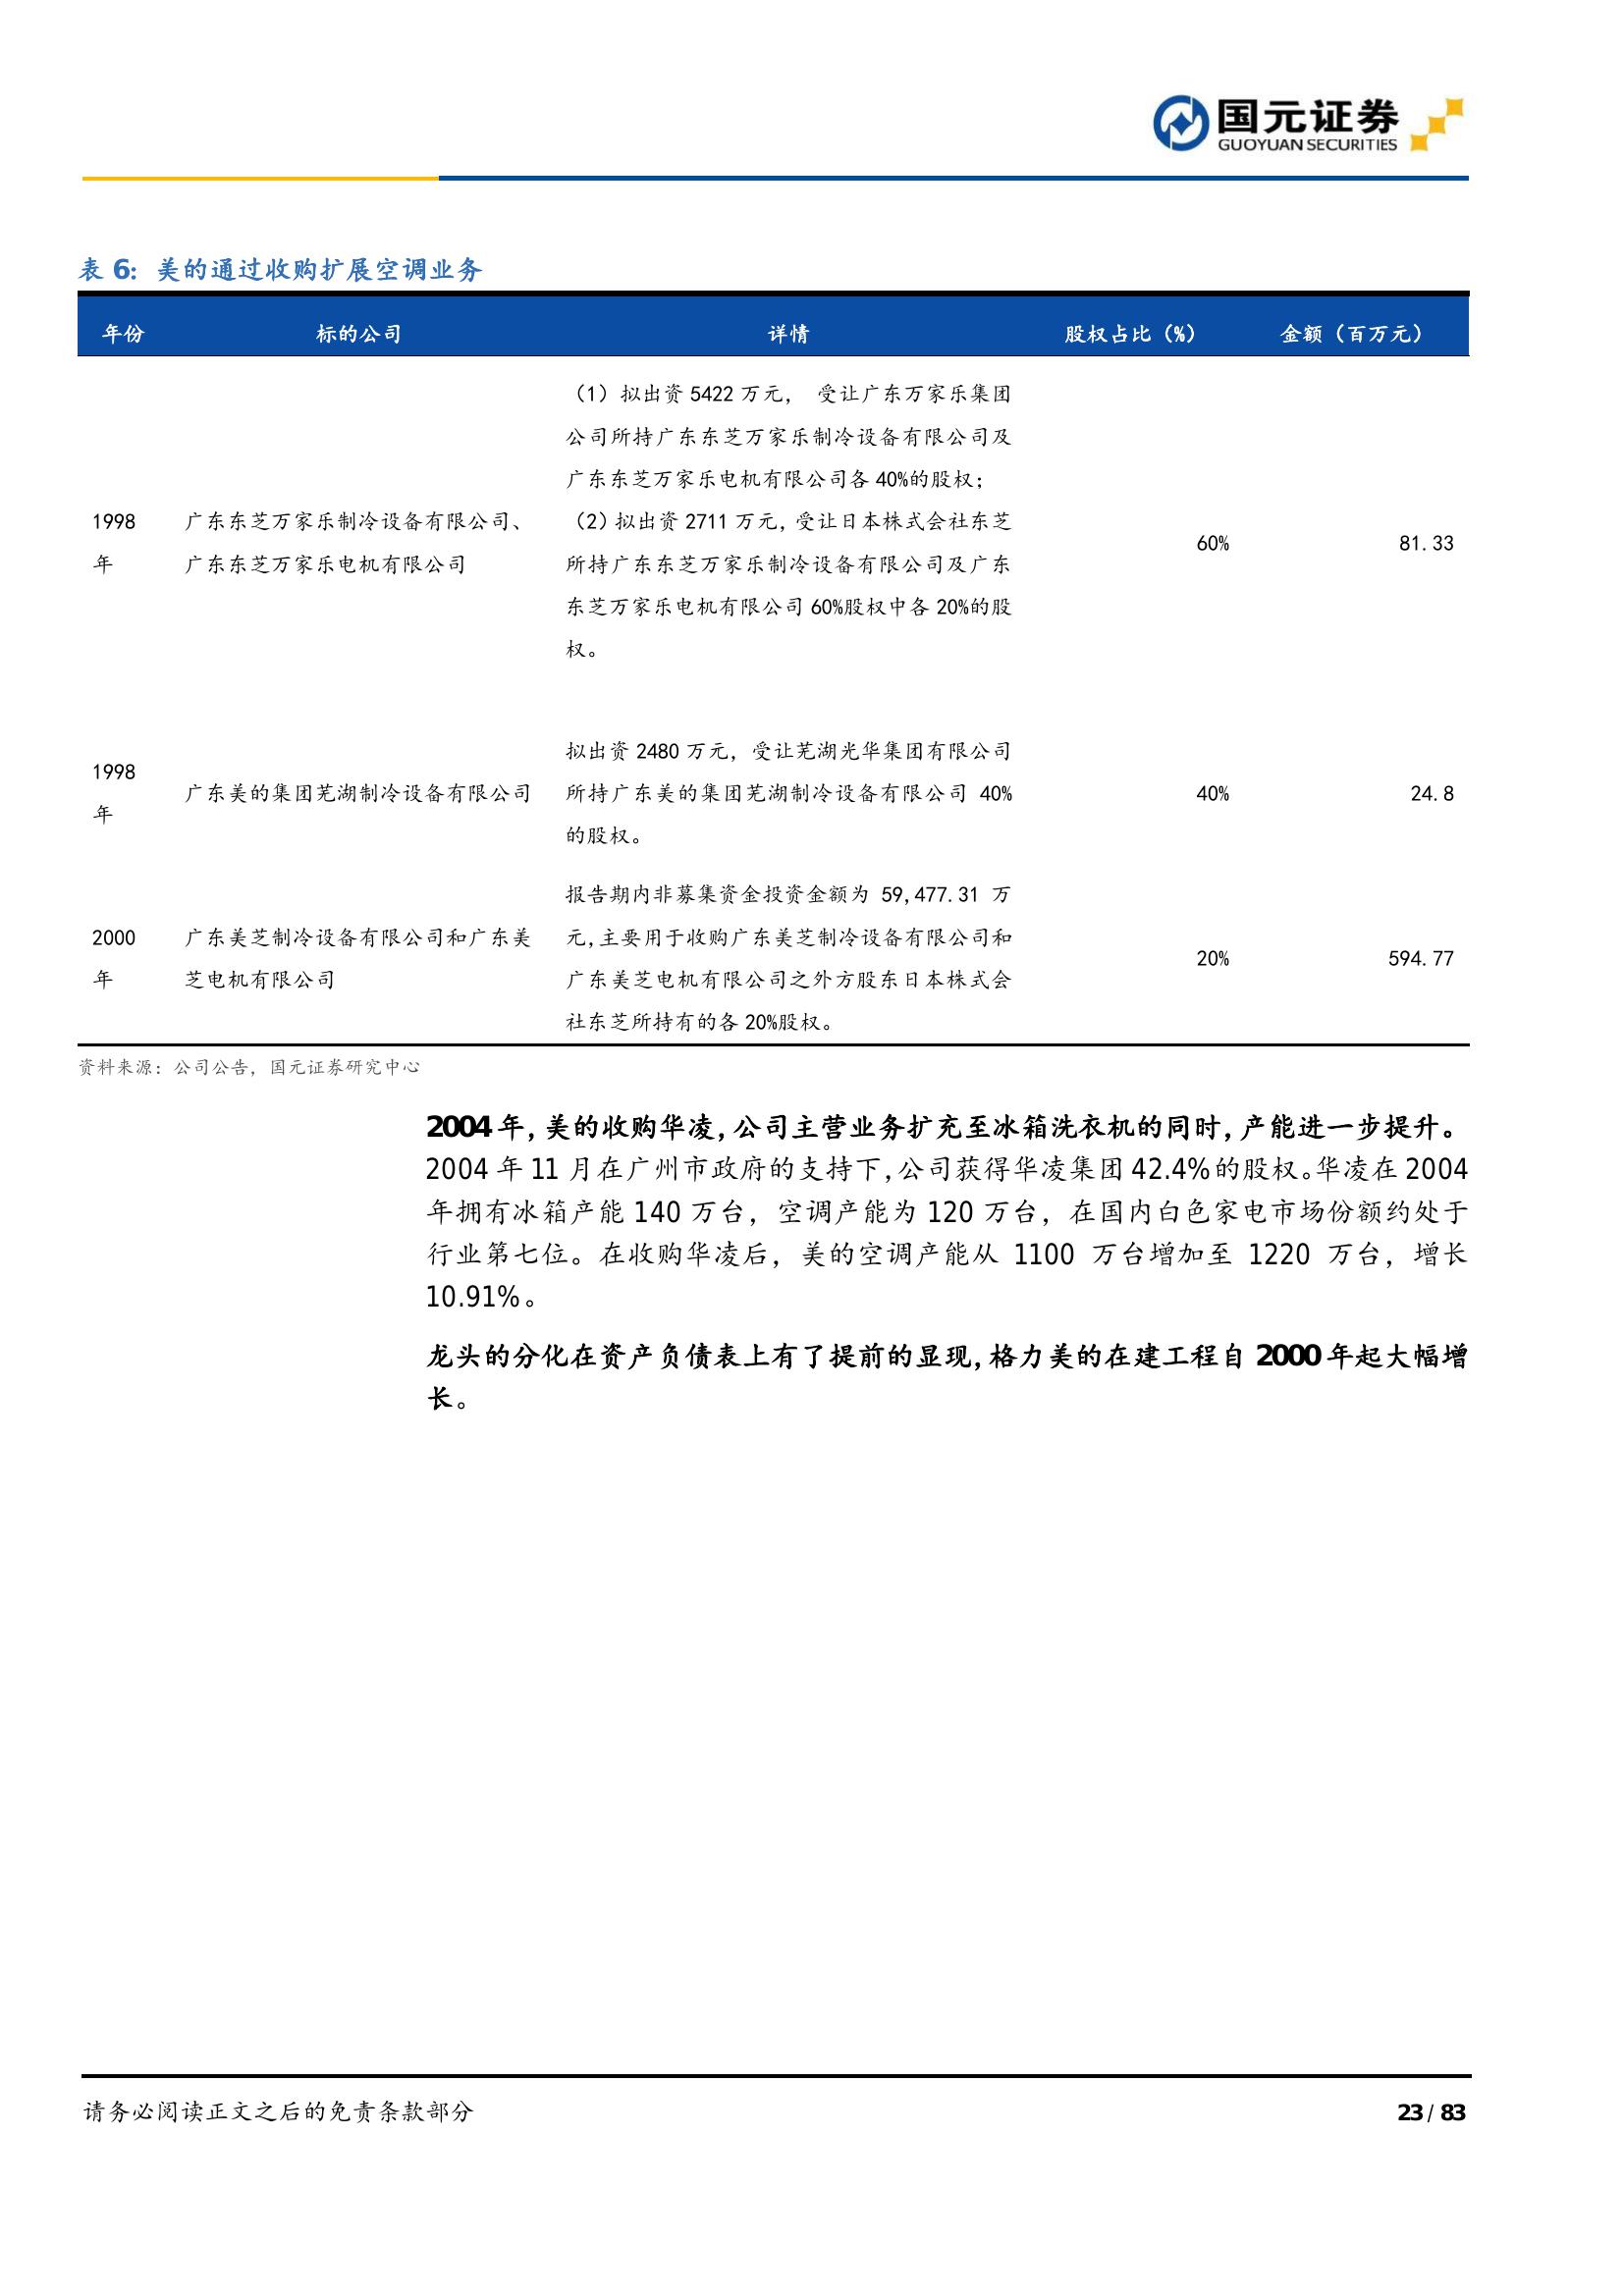 国元证券
GUOYUAN SECURITIES
表 6：美的通过收购扩展空调业务
年份 标的公司 详情 股权占比（%） 金额（百万元）
（1）拟出资 5422 万元， 受让广东万家乐集团
公司所持广东东芝万家乐制冷设备有限公司及
广东东芝万家乐电机有限公司各 40%的股权；
1998 广东东芝万家乐制冷设备有限公司、 （2）拟出资 2711 万元，受让日本株式会社东芝
60% 81.33
年 广东东芝万家乐电机有限公司 所持广东东芝万家乐制冷设备有限公司及广东
东芝万家乐电机有限公司 60%股权中各 20%的股
权。
拟出资 2480 万元，受让芜湖光华集团有限公司
1998
广东美的集团芜湖制冷设备有限公司 所持广东美的集团芜湖制冷设备有限公司 40% 40% 24.8
年
的股权。
报告期内非募集资金投资金额为 59,477.31 万
2000 广东美芝制冷设备有限公司和广东美 元，主要用于收购广东美芝制冷设备有限公司和
20% 594.77
年 芝电机有限公司 广东美芝电机有限公司之外方股东日本株式会
社东芝所持有的各 20%股权。
资料来源：公司公告，国元证券研究中心
2004 年，美的收购华凌，公司主营业务扩充至冰箱洗衣机的同时，产能进一步提升。
2004 年 11 月在广州市政府的支持下，公司获得华凌集团 42.4%的股权。华凌在 2004
年拥有冰箱产能 140 万台，空调产能为 120 万台，在国内白色家电市场份额约处于
行业第七位。在收购华凌后，美的空调产能从 1100 万台增加至 1220 万台，增长
10.91%。
龙头的分化在资产负债表上有了提前的显现，格力美的在建工程自 2000 年起大幅增
长。
请务必阅读正文之后的免责条款部分 23 / 83